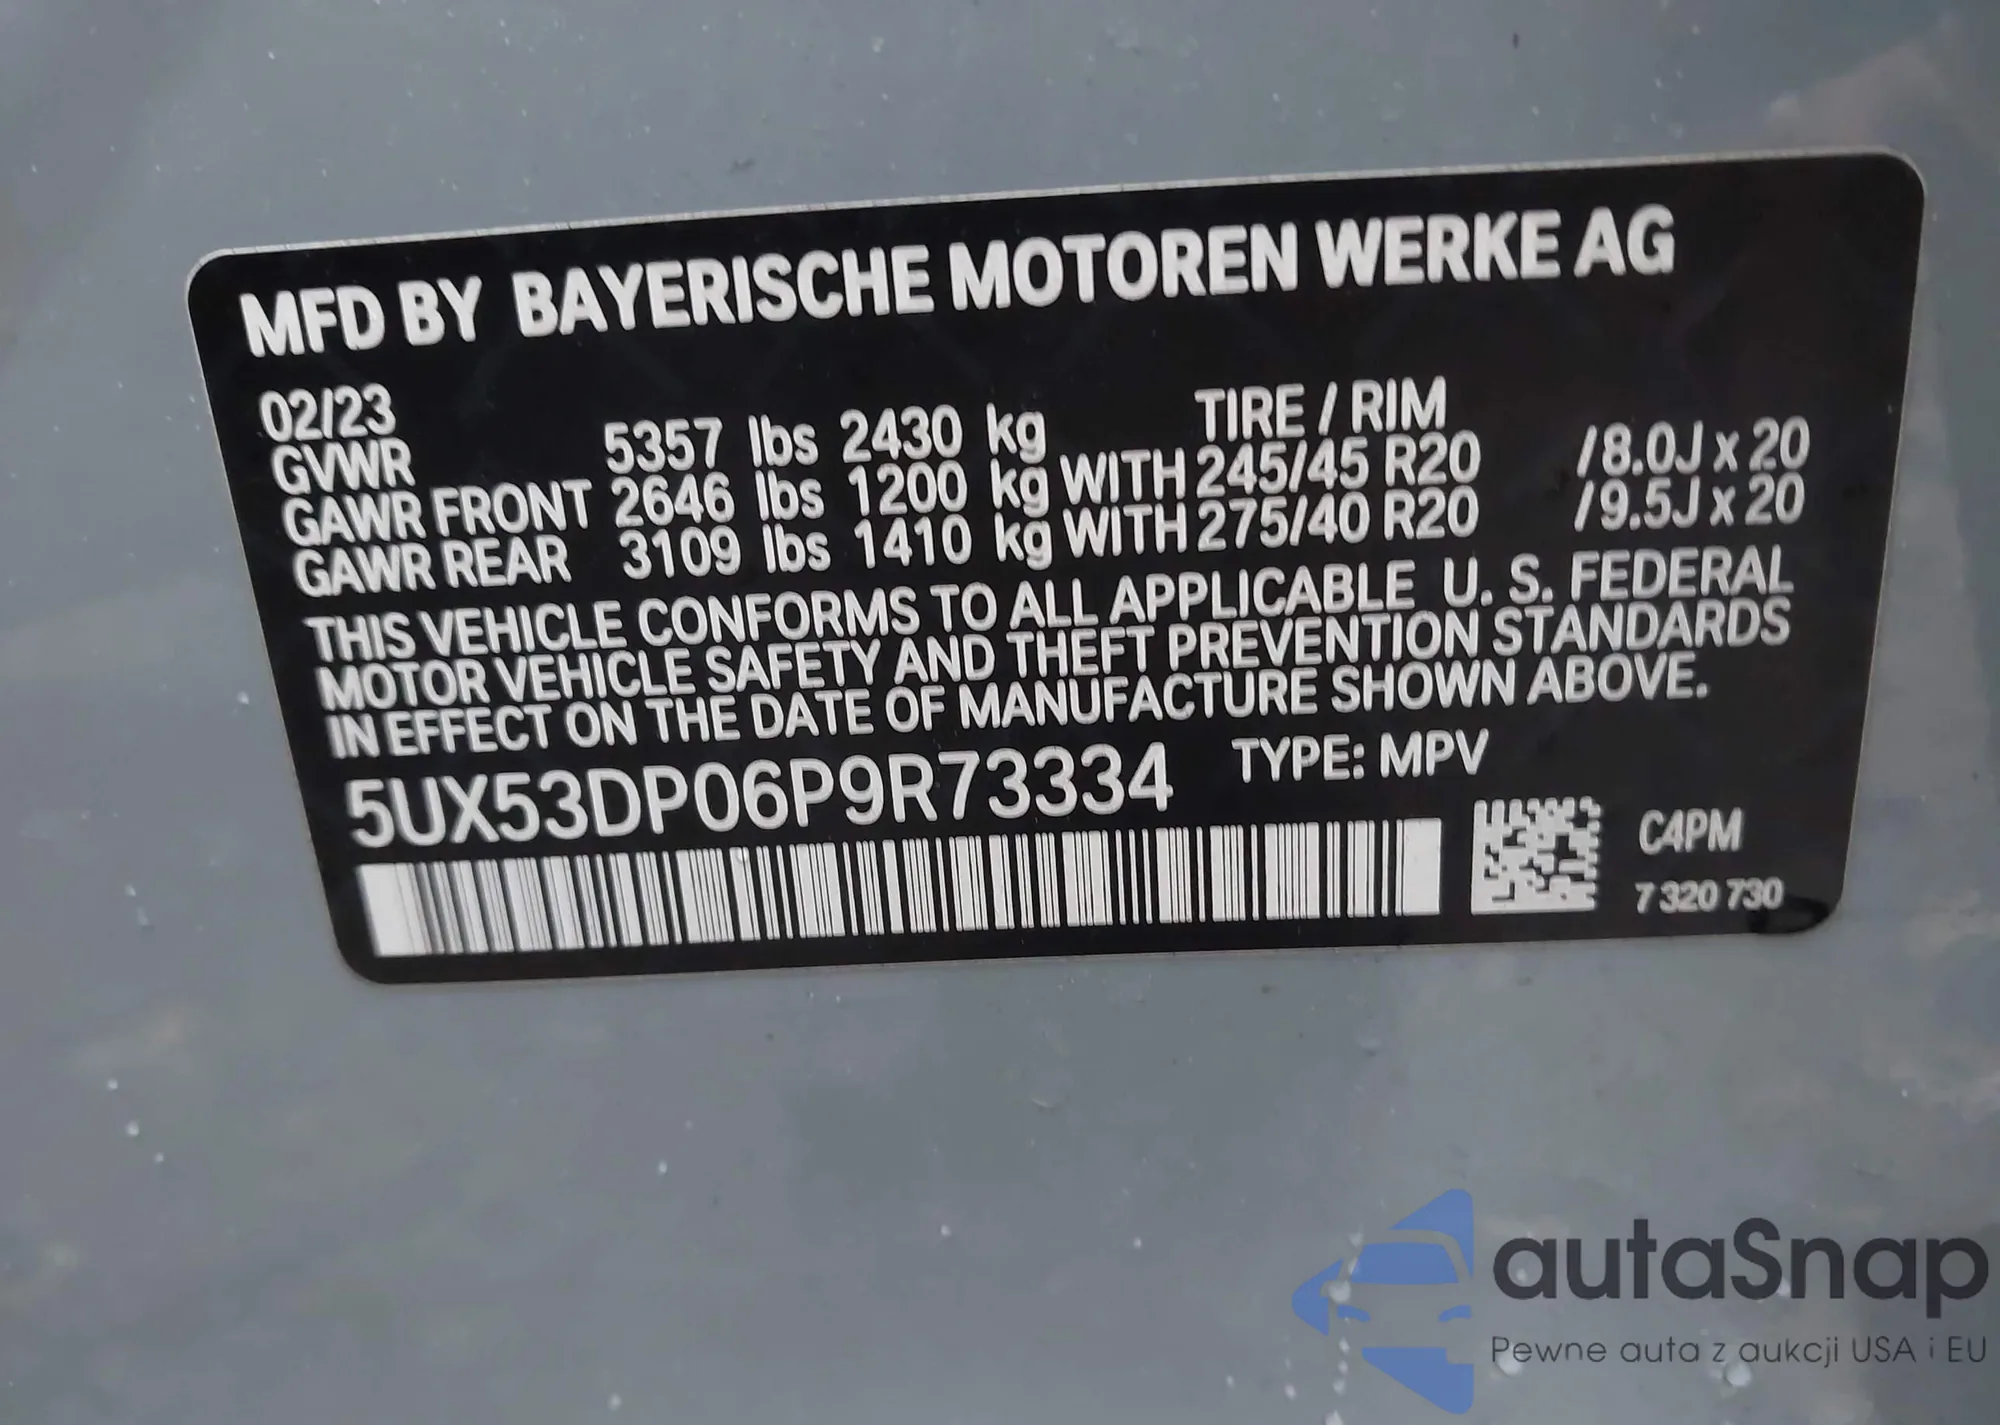 MFD BY BAYERISCHE MOTOREN WERKE AG
02/23 TIRE / RIM
GVWR 5357 lbs 2430 kg
GAWR FRONT 2646 lbs 1200 kg WITH 245/45 R20 /8.0J x 20
GAWR REAR 3109 lbs 1410 kg WITH 275/40 R20 /9.5J x 20
THIS VEHICLE CONFORMS TO ALL APPLICABLE U. S. FEDERAL
MOTOR VEHICLE SAFETY AND THEFT PREVENTION STANDARDS
IN EFFECT ON THE DATE OF MANUFACTURE SHOWN ABOVE.
5UX53DP06P9R73334 TYPE: MPV
C4PM
7 320 730
autaSnap
Pewne auta z aukcji USA i EU